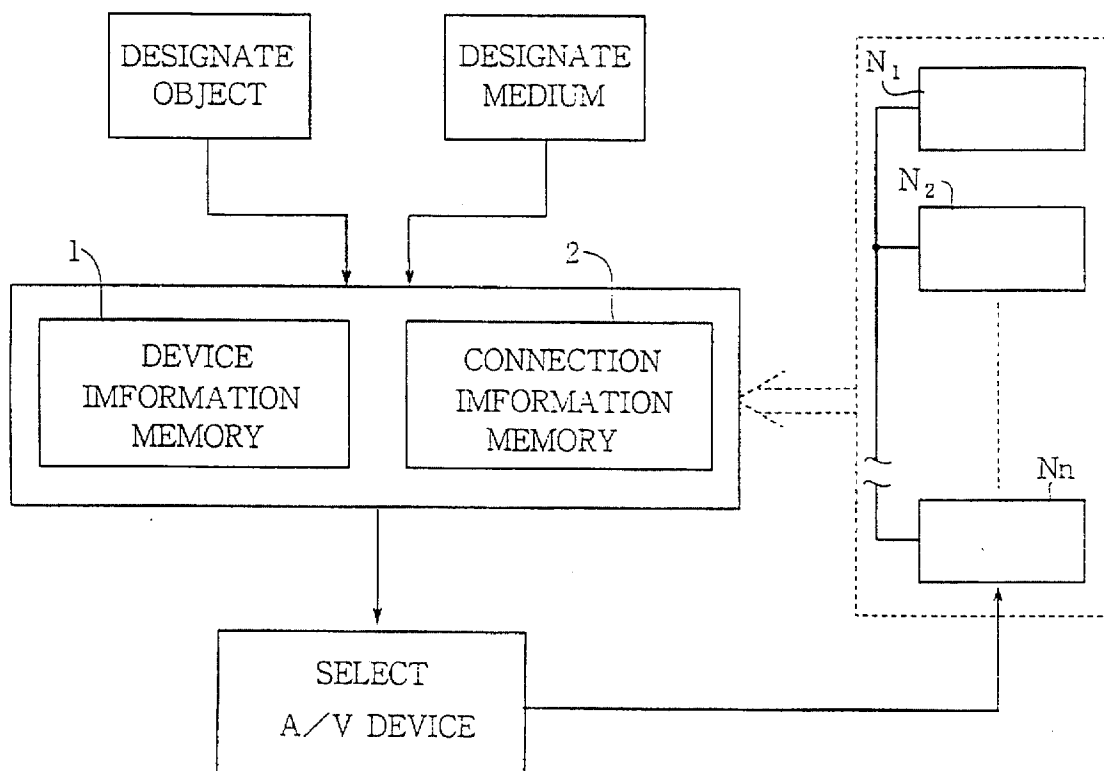 DESIGNATE
OBJECT
DESIGNATE
MEDIUM
N1
N2
1
2
DEVICE
IMFORMATION
MEMORY
CONNECTION
IMFORMATION
MEMORY
Nn
SELECT
A/V DEVICE